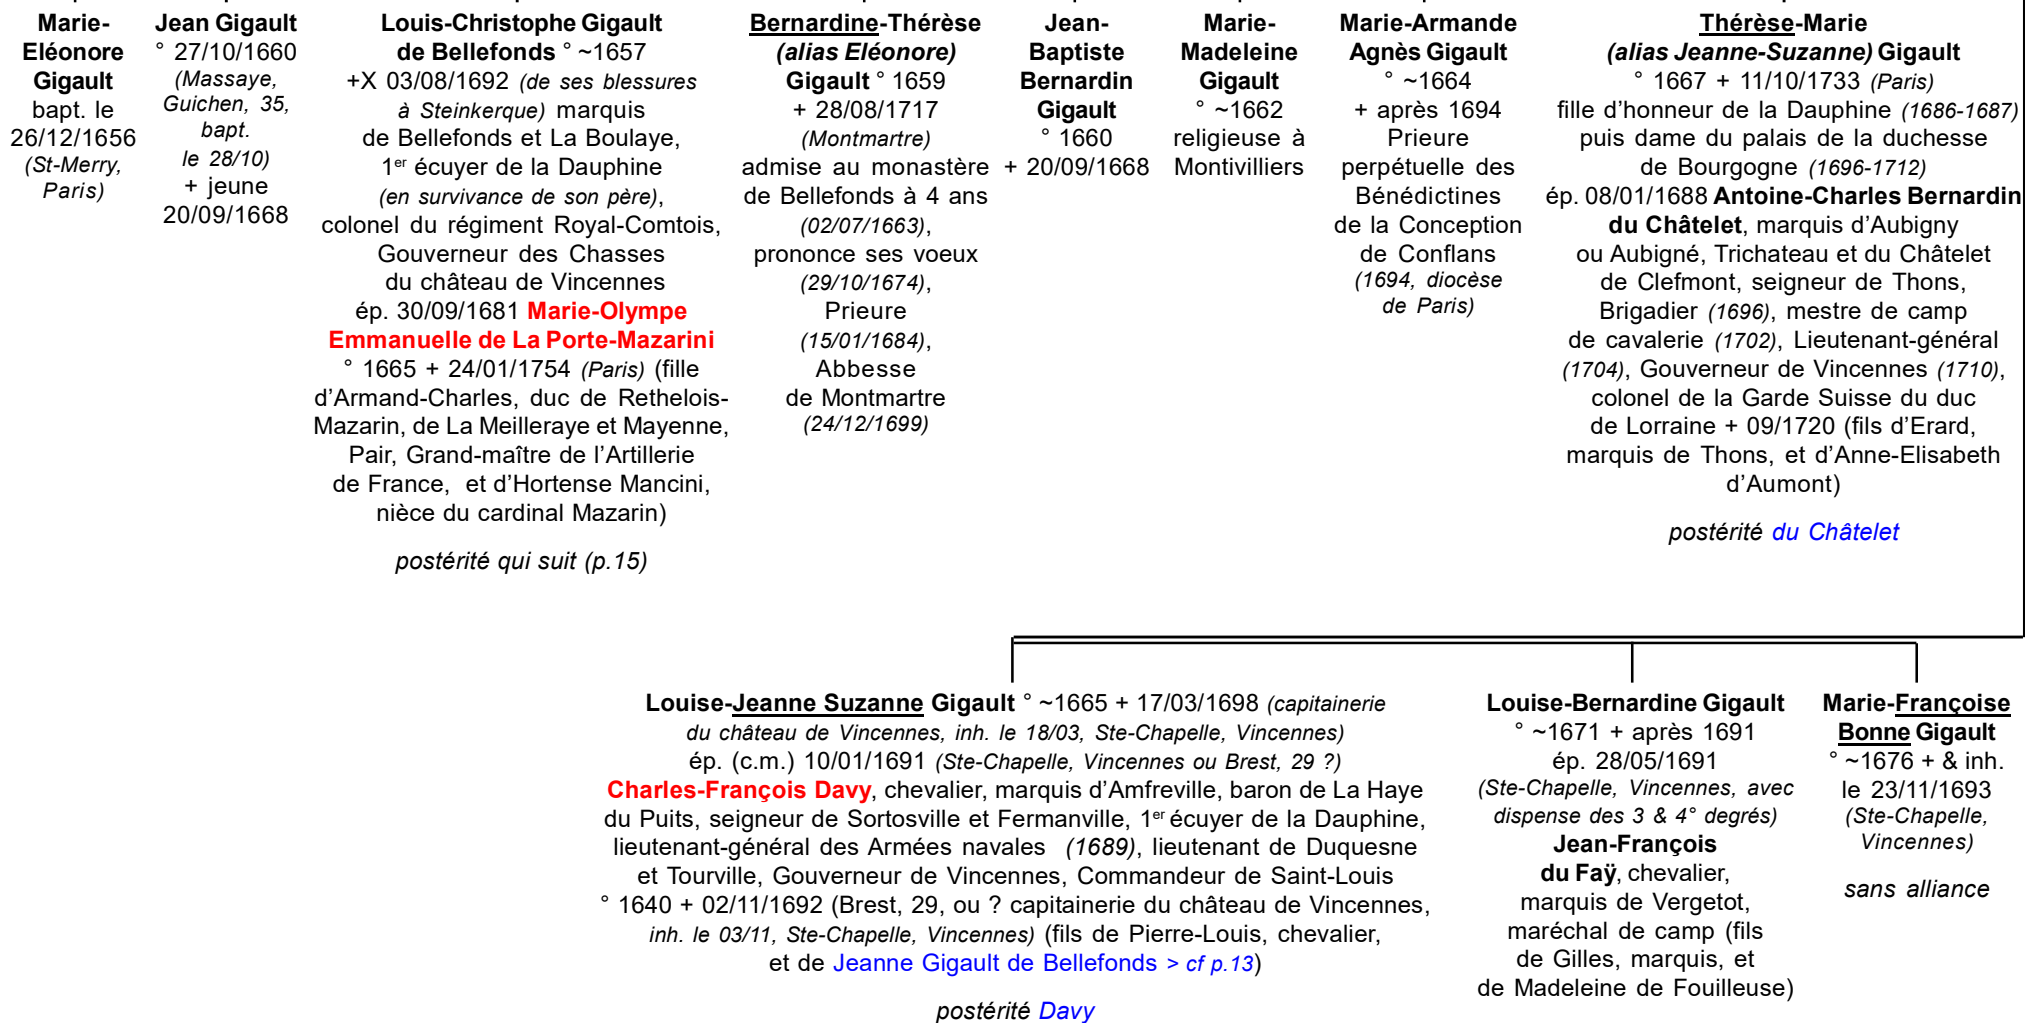 Marie-
Eléonore
Gigault
bapt. le
26/12/1656
(St-Merry,
Paris)
Jean Gigault
° 27/10/1660
(Massaye,
Guichen, 35,
bapt.
le 28/10)
+ jeune
20/09/1668
Louis-Christophe Gigault
de Bellefonds ° ~1657
+X 03/08/1692 (de ses blessures
à Steinkerque) marquis
de Bellefonds et La Boulaye,
1er écuyer de la Dauphine
(en survivance de son père),
colonel du régiment Royal-Comtois,
Gouverneur des Chasses
du château de Vincennes
ép. 30/09/1681 Marie-Olympe
Emmanuelle de La Porte-Mazarini
° 1665 + 24/01/1754 (Paris) (fille
d'Armand-Charles, duc de Rethelois-
Mazarin, de La Meilleraye et Mayenne,
Pair, Grand-maître de l'Artillerie
de France, et d'Hortense Mancini,
nièce du cardinal Mazarin)
postérité qui suit (p.15)
Bernardine-Thérèse
(alias Eléonore)
Gigault ° 1659
+ 28/08/1717
(Montmartre)
admise au monastère
de Bellefonds à 4 ans
(02/07/1663),
prononce ses voeux
(29/10/1674),
Prieure
(15/01/1684),
Abbesse
de Montmartre
(24/12/1699)
Jean-
Baptiste
Bernardin
Gigault
° 1660
+ 20/09/1668
Marie-
Madeleine
Gigault
° ~1662
religieuse à
Montivilliers
Marie-Armande
Agnès Gigault
° ~1664
+ après 1694
Prieure
perpétuelle des
Bénédictines
de la Conception
de Conflans
(1694, diocèse
de Paris)
Thérèse-Marie
(alias Jeanne-Suzanne) Gigault
° 1667 + 11/10/1733 (Paris)
fille d'honneur de la Dauphine (1686-1687)
puis dame du palais de la duchesse
de Bourgogne (1696-1712)
ép. 08/01/1688 Antoine-Charles Bernardin
du Châtelet, marquis d'Aubigny
ou Aubigné, Trichateau et du Châtelet
de Clefmont, seigneur de Thons,
Brigadier (1696), mestre de camp
de cavalerie (1702), Lieutenant-général
(1704), Gouverneur de Vincennes (1710),
colonel de la Garde Suisse du duc
de Lorraine + 09/1720 (fils d'Erard,
marquis de Thons, et d'Anne-Elisabeth
d'Aumont)
postérité du Châtelet
Louise-Jeanne Suzanne Gigault ° ~1665 + 17/03/1698 (capitainerie
du château de Vincennes, inh. le 18/03, Ste-Chapelle, Vincennes)
ép. (c.m.) 10/01/1691 (Ste-Chapelle, Vincennes ou Brest, 29 ?)
Charles-François Davy, chevalier, marquis d'Amfreville, baron de La Haye
du Puits, seigneur de Sortosville et Fermanville, 1er écuyer de la Dauphine,
lieutenant-général des Armées navales (1689), lieutenant de Duquesne
et Tourville, Gouverneur de Vincennes, Commandeur de Saint-Louis
° 1640 + 02/11/1692 (Brest, 29, ou ? capitainerie du château de Vincennes,
inh. le 03/11, Ste-Chapelle, Vincennes) (fils de Pierre-Louis, chevalier,
et de Jeanne Gigault de Bellefonds > cf p.13)
postérité Davy
Louise-Bernardine Gigault
° ~1671 + après 1691
ép. 28/05/1691
(Ste-Chapelle, Vincennes, avec
dispense des 3 & 4° degrés)
Jean-François
du Faÿ, chevalier,
marquis de Vergetot,
maréchal de camp (fils
de Gilles, marquis, et
de Madeleine de Fouilleuse)
Marie-Françoise
Bonne Gigault
° ~1676 + & inh.
le 23/11/1693
(Ste-Chapelle,
Vincennes)
sans alliance